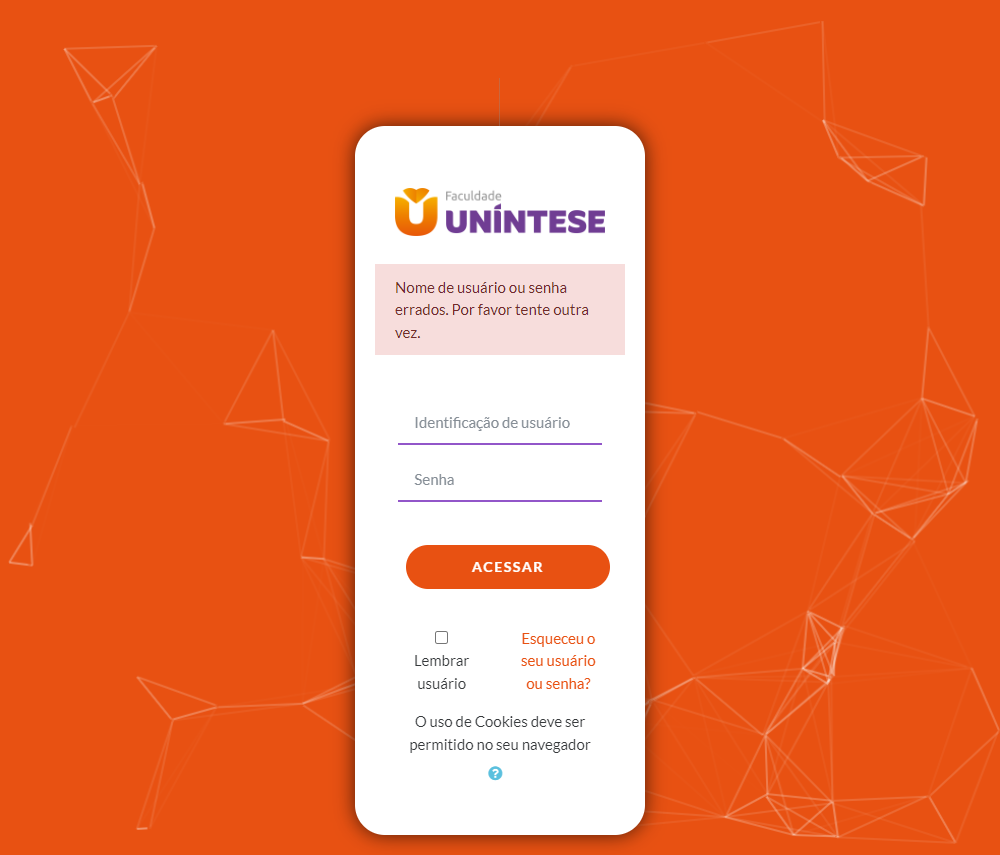 Faculdade
UNÍNTESE
Nome de usuário ou senha
errados. Por favor tente outra
vez.
Identificação de usuário
Senha
ACESSAR
Lembrar
usuário
Esqueceu o
seu usuário
ou senha?
O uso de Cookies deve ser
permitido no seu navegador
?